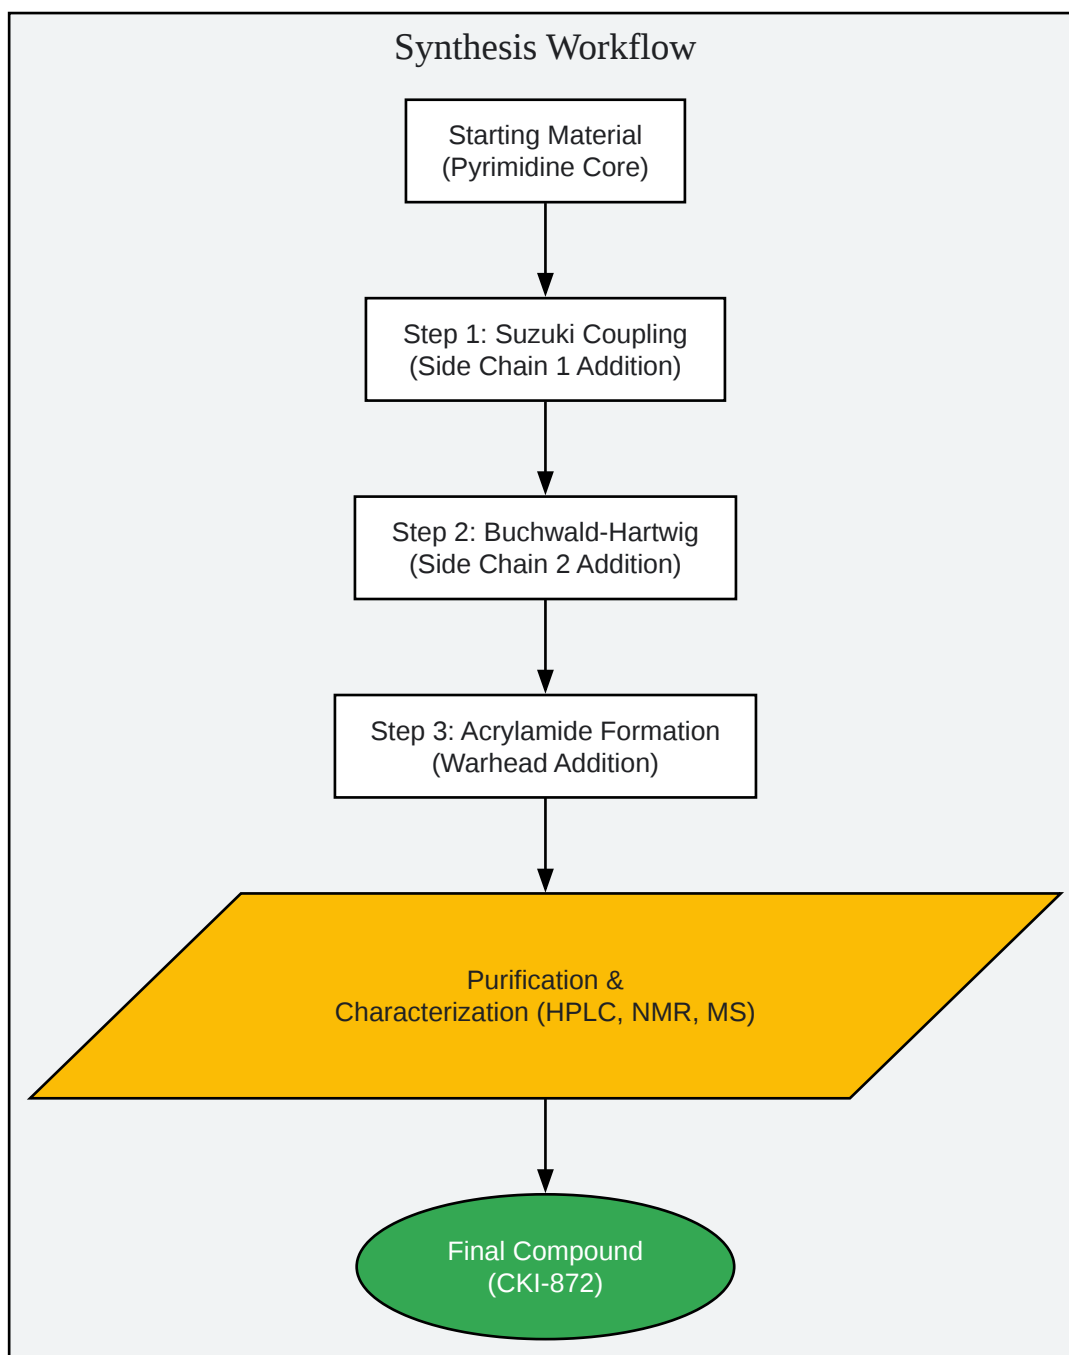 Synthesis Workflow
Starting Material
(Pyrimidine Core)
Step 1: Suzuki Coupling
(Side Chain 1 Addition)
Step 2: Buchwald-Hartwig
(Side Chain 2 Addition)
Step 3: Acrylamide Formation
(Warhead Addition)
Purification &
Characterization (HPLC, NMR, MS)
Final Compound
(CKI-872)